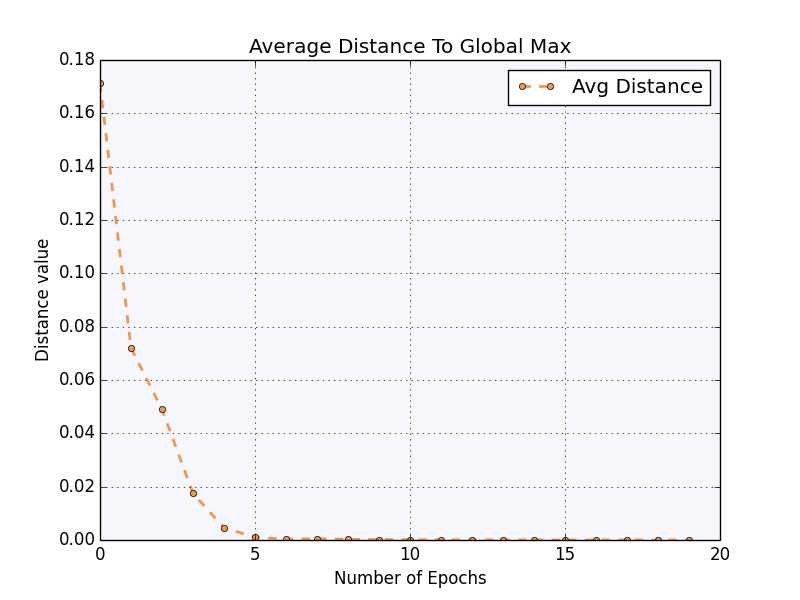 Average Distance To Global Max
Avg Distance
0.18
0.16
0.14
0.12
0.10
0.08
0.06
0.04
0.02
0.00
Distance value
0 5 10 15 20
Number of Epochs